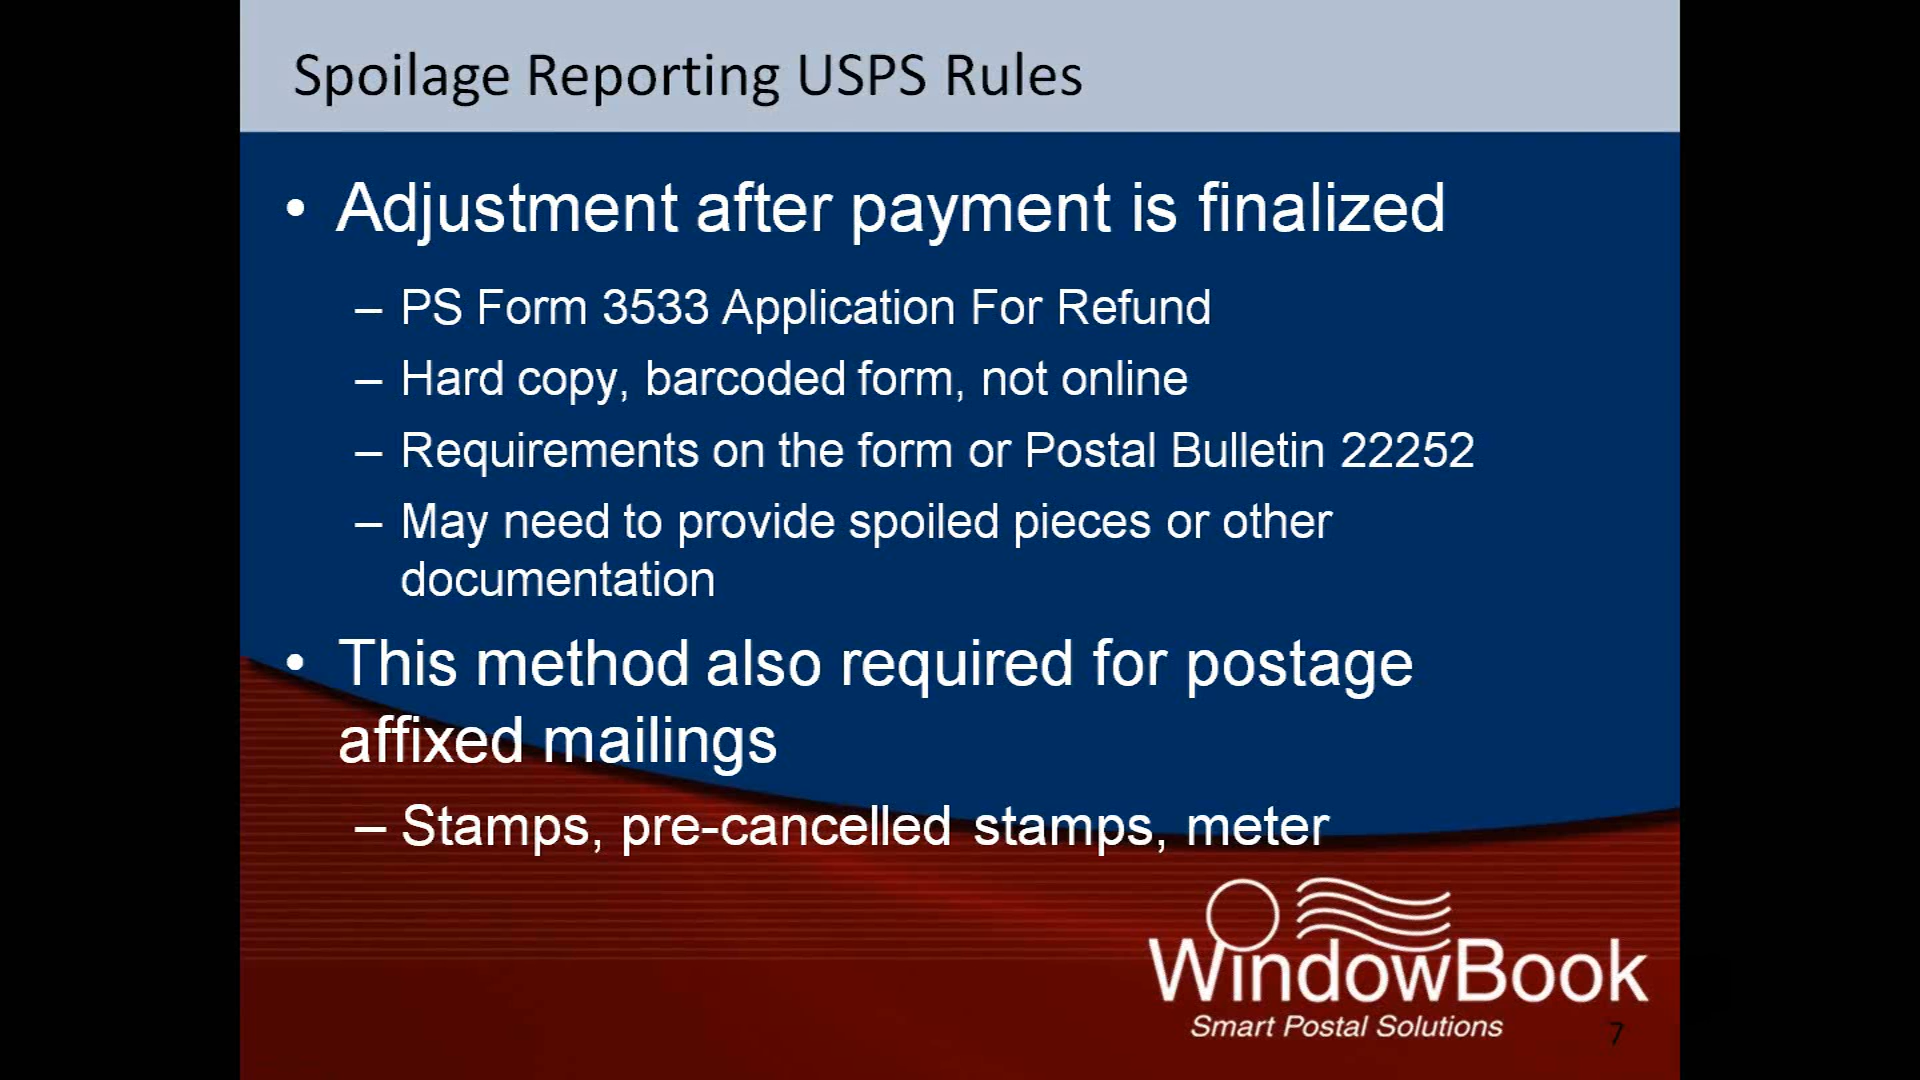 Spoilage Reporting USPS Rules
• Adjustment after payment is finalized
– PS Form 3533 Application For Refund
– Hard copy, barcoded form, not online
– Requirements on the form or Postal Bulletin 22252
– May need to provide spoiled pieces or other
documentation
• This method also required for postage
affixed mailings
– Stamps, pre-cancelled stamps, meter
WindowBook
Smart Postal Solutions
7